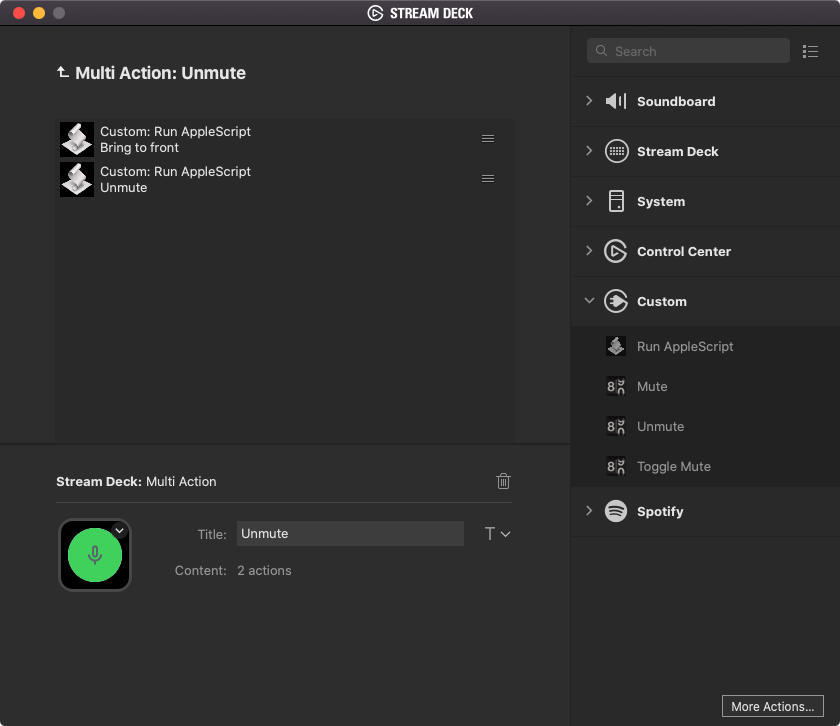 STREAM DECK
Multi Action: Unmute
Custom: Run AppleScript
Bring to front
Custom: Run AppleScript
Unmute
Stream Deck: Multi Action
Title: Unmute
T
Content: 2 actions
Search
Soundboard
Stream Deck
System
Control Center
Custom
Run AppleScript
Mute
Unmute
Toggle Mute
Spotify
More Actions...